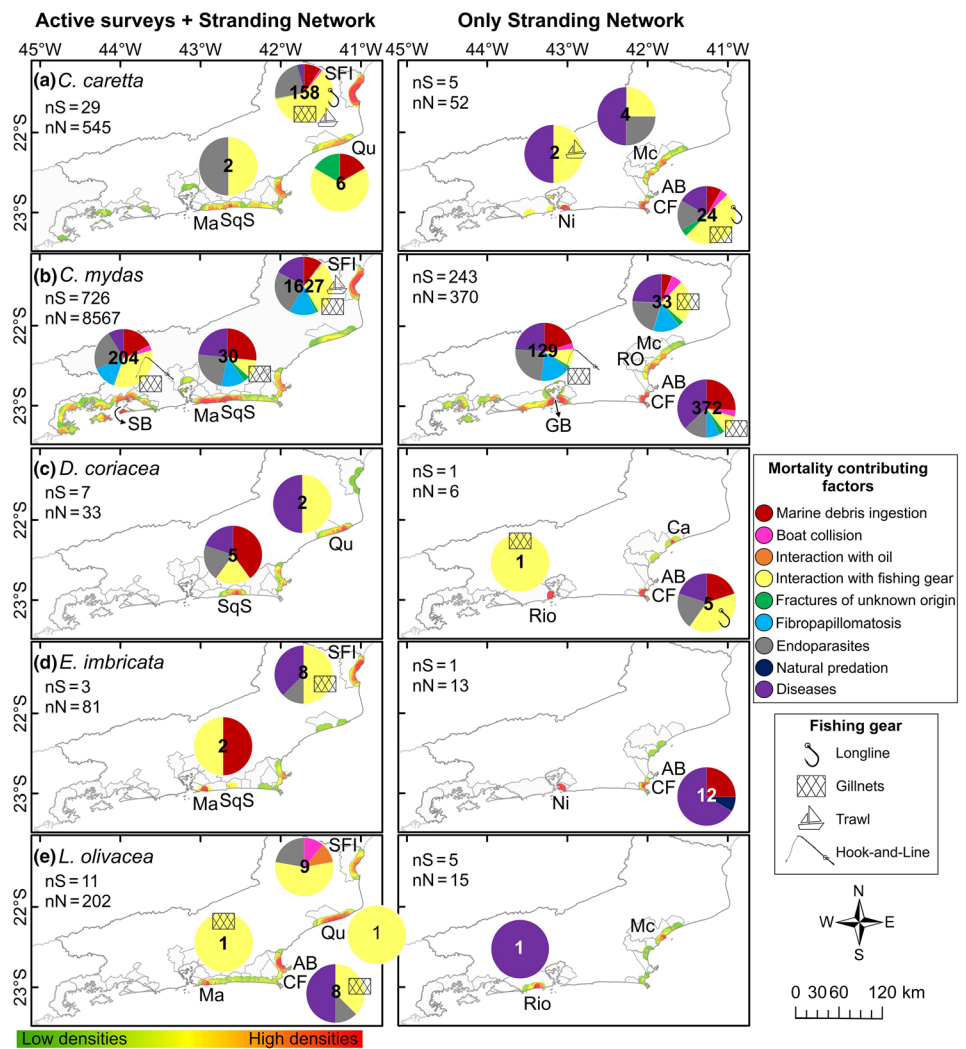 Active surveys + Stranding Network
Only Stranding Network
45°W 44°W 43°W 42°W 41°W 45°W 44°W 43°W 42°W 41°W
(a) C. caretta
nS = 29
nN = 545
22°S
23°S
158
SFI
2
Qu
6
Ma SqS
nS = 5
nN = 52
4
2
Mc
AB
CF
24
Ni
(b) C. mydas
nS = 726
nN = 8567
22°S
23°S
1627
SFI
204
30
SB
Ma SqS
nS = 243
nN = 370
33
129
Mc
RO
AB
CF
372
GB
(c) D. coriacea
nS = 7
nN = 33
22°S
23°S
2
Qu
5
SqS
nS = 1
nN = 6
1
Ca
AB
CF
5
Rio
(d) E. imbricata
nS = 3
nN = 81
22°S
23°S
8
SFI
2
Ma SqS
nS = 1
nN = 13
AB
CF
12
Ni
(e) L. olivacea
nS = 11
nN = 202
22°S
23°S
9
SFI
1
Qu
1
AB
CF
8
Ma
nS = 5
nN = 15
1
Mc
Rio
Low densities High densities
Mortality contributing
factors
Marine debris ingestion
Boat collision
Interaction with oil
Interaction with fishing gear
Fractures of unknown origin
Fibropapillomatosis
Endoparasites
Natural predation
Diseases
Fishing gear
Longline
Gillnets
Trawl
Hook-and-Line
N
W E
S
0 30 60 120 km